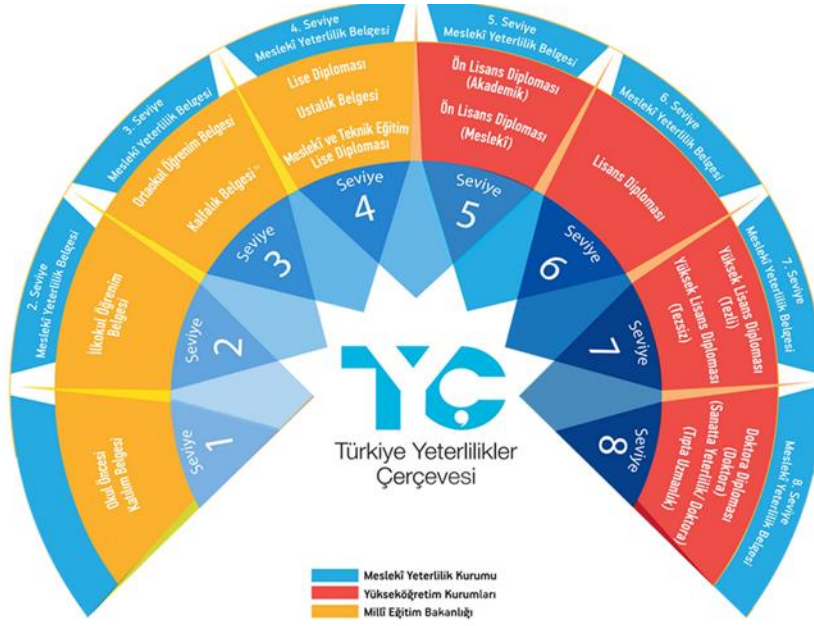 2. Seviye
Meslekî Yeterlilik Belgesi
3. Seviye
Meslekî Yeterlilik Belgesi
4. Seviye
Meslekî Yeterlilik Belgesi
5. Seviye
Meslekî Yeterlilik Belgesi
6. Seviye
Meslekî Yeterlilik Belgesi
7. Seviye
Meslekî Yeterlilik Belgesi
8. Seviye
Meslekî Yeterlilik Belgesi
Okul Öncesi
Katılım Belgesi
İlkokul Öğrenim
Belgesi
Ortaokul Öğrenim Belgesi
Kalfalık Belgesi
Lise Diploması
Ustalık Belgesi
Meslekî ve Teknik Eğitim
Lise Diploması
Ön Lisans Diploması
(Akademik)
Ön Lisans Diploması
(Meslekî)
Lisans Diploması
Yüksek Lisans Diploması
(Tezli)
Yüksek Lisans Diploması
(Tezsiz)
Doktora Diploması
(Doktora)
(Sanatta Yeterlilik/ Doktora)
(Tıpta Uzmanlık)
Seviye
1
Seviye
2
Seviye
3
Seviye
4
Seviye
5
Seviye
6
Seviye
7
Seviye
8
TYÇ
Türkiye Yeterlilikler
Çerçevesi
Meslekî Yeterlilik Kurumu
Yükseköğretim Kurumları
Millî Eğitim Bakanlığı